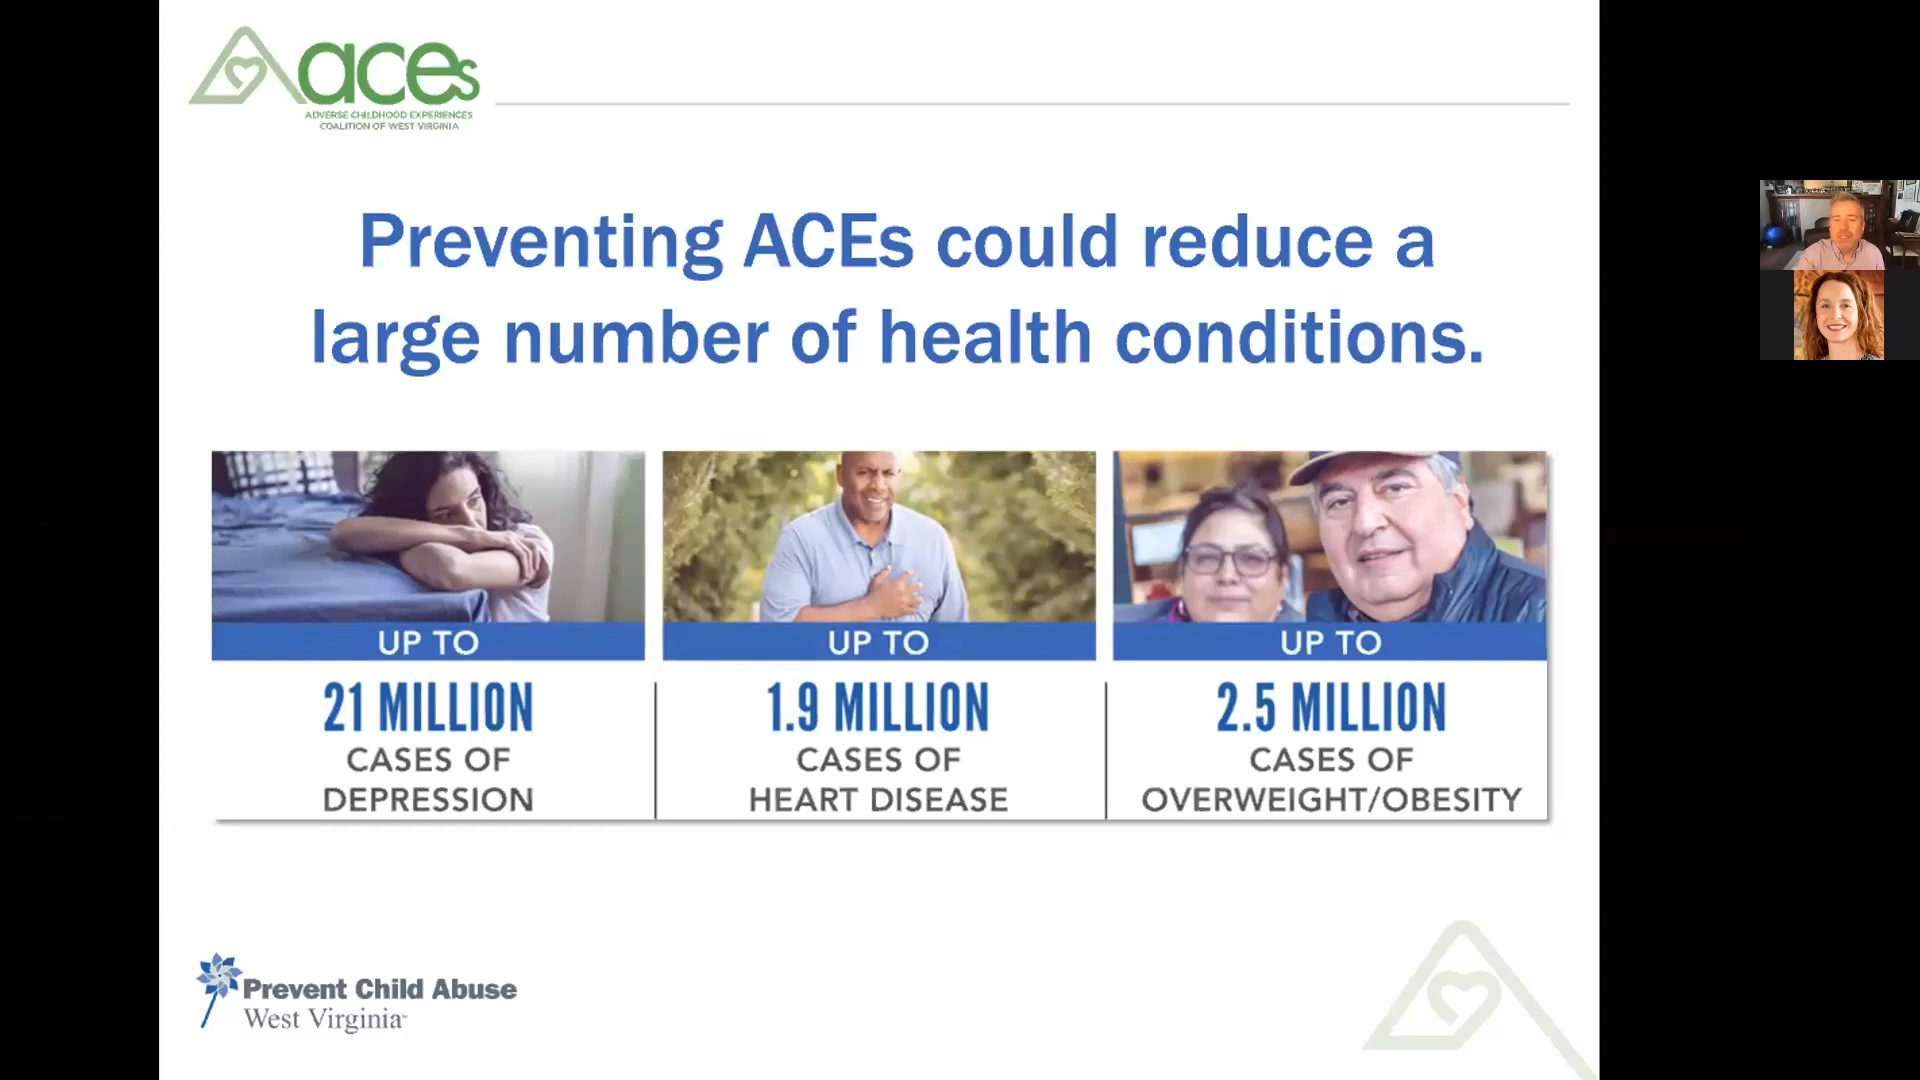 aces
ADVERSE CHILDHOOD EXPERIENCES
COALITION OF WEST VIRGINIA
Preventing ACEs could reduce a
large number of health conditions.
UP TO
21 MILLION
CASES OF
DEPRESSION
UP TO
1.9 MILLION
CASES OF
HEART DISEASE
UP TO
2.5 MILLION
CASES OF
OVERWEIGHT/OBESITY
Prevent Child Abuse
West Virginia